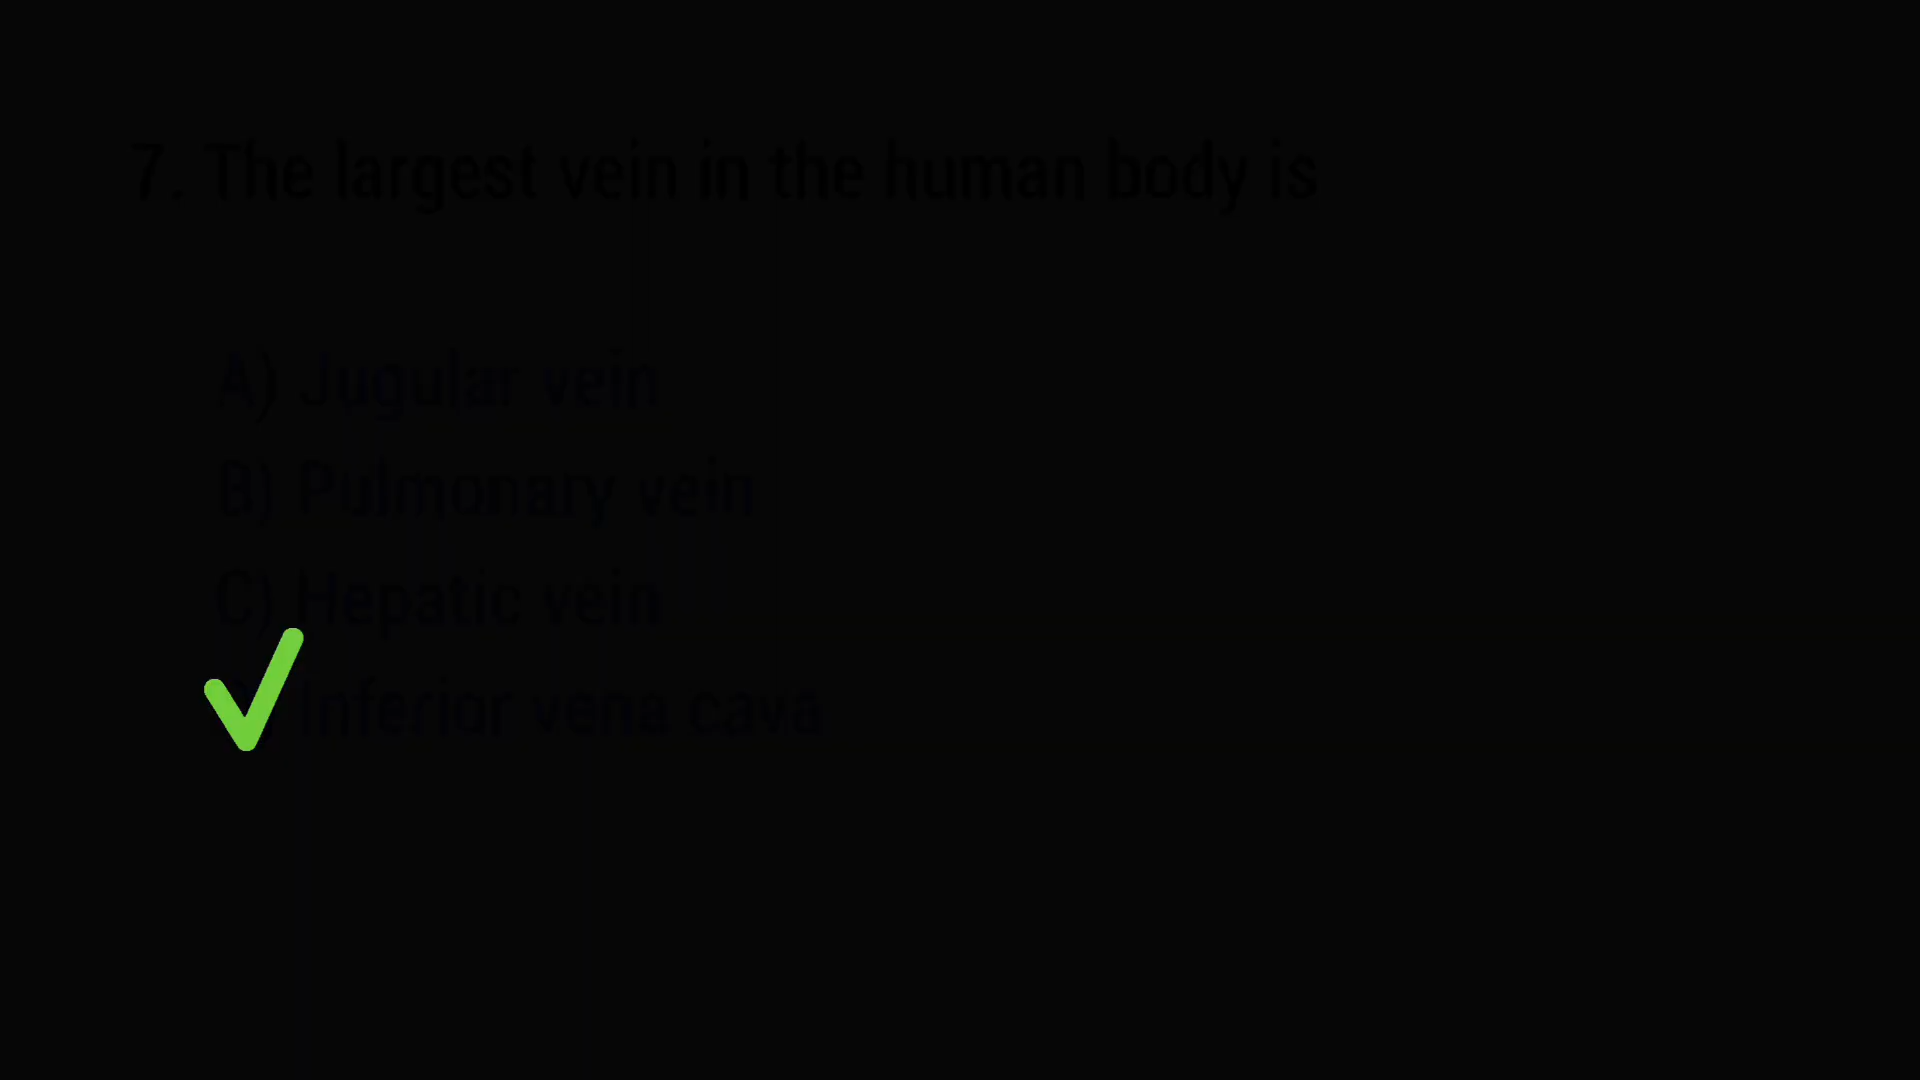 7. The largest vein in the human body is
A) Jugular vein
B) Pulmonary vein
C) Hepatic vein
Inferior vena cava